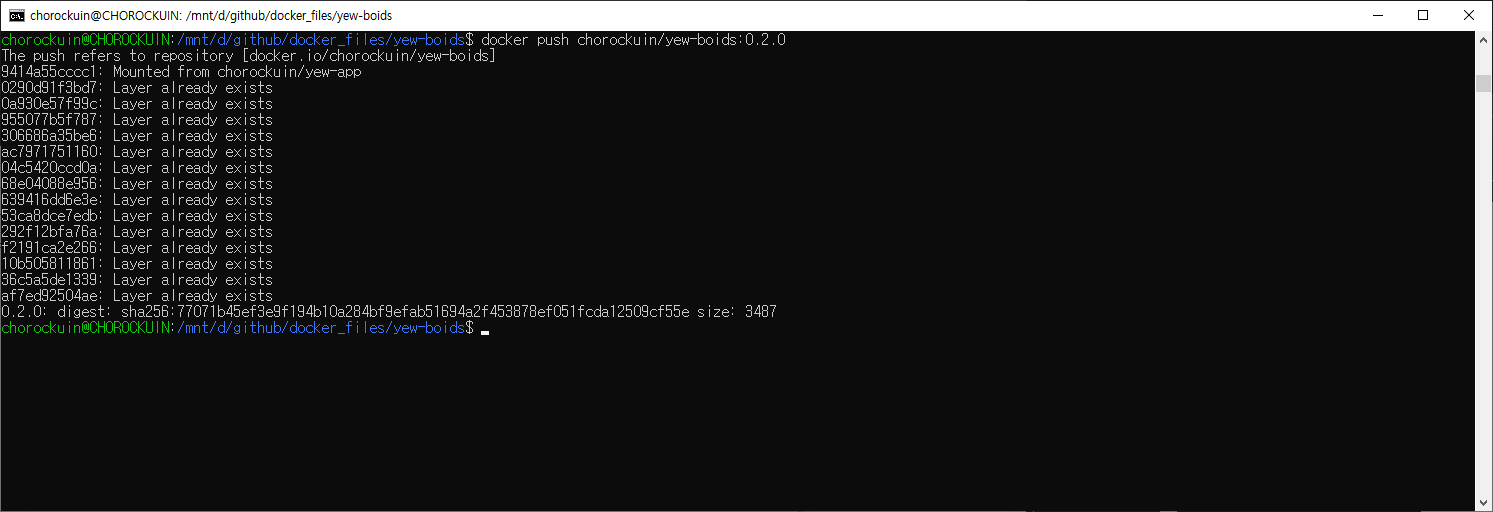 chorockuin@CHOROCKUIN: /mnt/d/github/docker_files/yew-boids
chorockuin@CHOROCKUIN:/mnt/d/github/docker_files/yew-boids$ docker push chorockuin/yew-boids:0.2.0
The push refers to repository [docker.io/chorockuin/yew-boids]
9414a55cccc1: Mounted from chorockuin/yew-app
0290d91f3bd7: Layer already exists
0a930e57f99c: Layer already exists
955077b5f787: Layer already exists
306686a35be6: Layer already exists
ac7971751160: Layer already exists
04c5420ccd0a: Layer already exists
68e04088e956: Layer already exists
639416dd6e3e: Layer already exists
53ca8dce7edb: Layer already exists
292f12bfa76a: Layer already exists
f2191ca2e266: Layer already exists
10b505811861: Layer already exists
36c5a5de1339: Layer already exists
af7ed92504ae: Layer already exists
0.2.0: digest: sha256:77071b45ef3e9f194b10a284bf9efab51694a2f453878ef051fcda12509cf55e size: 3487
chorockuin@CHOROCKUIN:/mnt/d/github/docker_files/yew-boids$